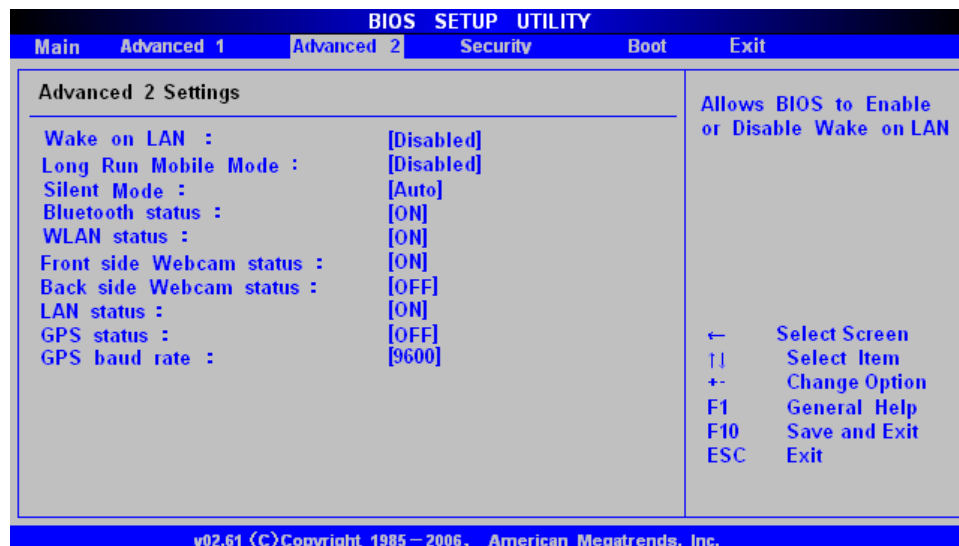 BIOS SETUP UTILITY
Main Advanced 1 Advanced 2 Security Boot Exit
Advanced 2 Settings
Wake on LAN : [Disabled]
Long Run Mobile Mode : [Disabled]
Silent Mode : [Auto]
Bluetooth status : [ON]
WLAN status : [ON]
Front side Webcam status : [ON]
Back side Webcam status : [OFF]
LAN status : [ON]
GPS status : [OFF]
GPS baud rate : [9600]
Allows BIOS to Enable
or Disable Wake on LAN
← Select Screen
↑↓ Select Item
+- Change Option
F1 General Help
F10 Save and Exit
ESC Exit
v02.61 (C)Copyright 1985-2006, American Megatrends, Inc.